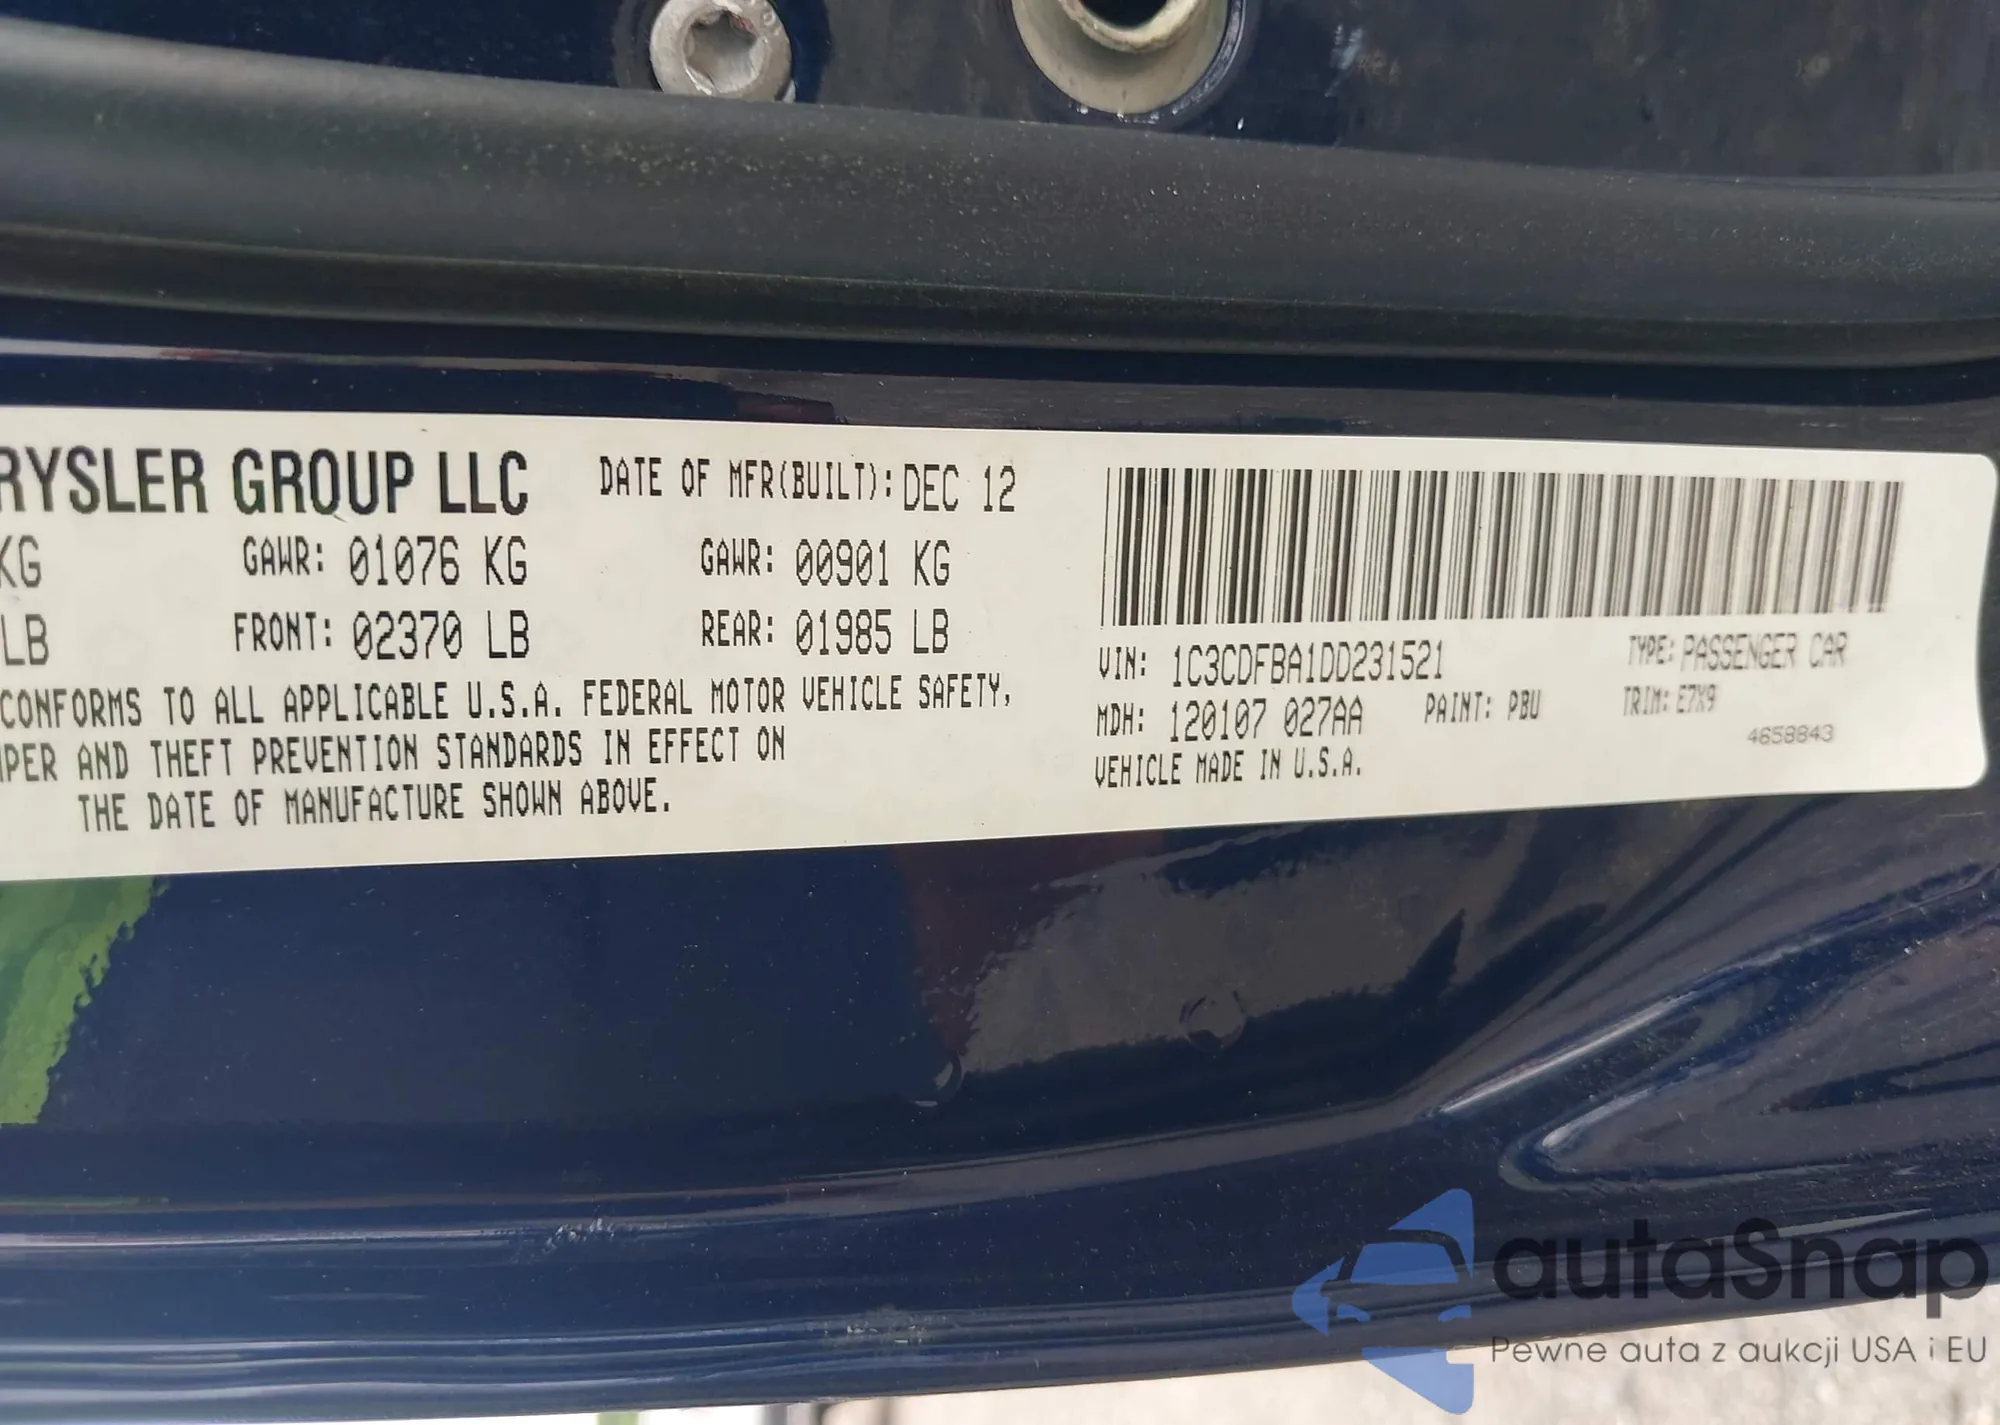 RYSLER GROUP LLC DATE OF MFR(BUILT): DEC 12
KG GAWR: 01076 KG GAWR: 00901 KG
LB FRONT: 02370 LB REAR: 01985 LB
CONFORMS TO ALL APPLICABLE U.S.A. FEDERAL MOTOR VEHICLE SAFETY,
PER AND THEFT PREVENTION STANDARDS IN EFFECT ON
THE DATE OF MANUFACTURE SHOWN ABOVE.
VIN: 1C3CDFBA1DD231521 TYPE: PASSENGER CAR
MDH: 120107 027AA PAINT: PBU TRIM: E7X9
VEHICLE MADE IN U.S.A. 4658843
autaSnap
Pewne auta z aukcji USA i EU